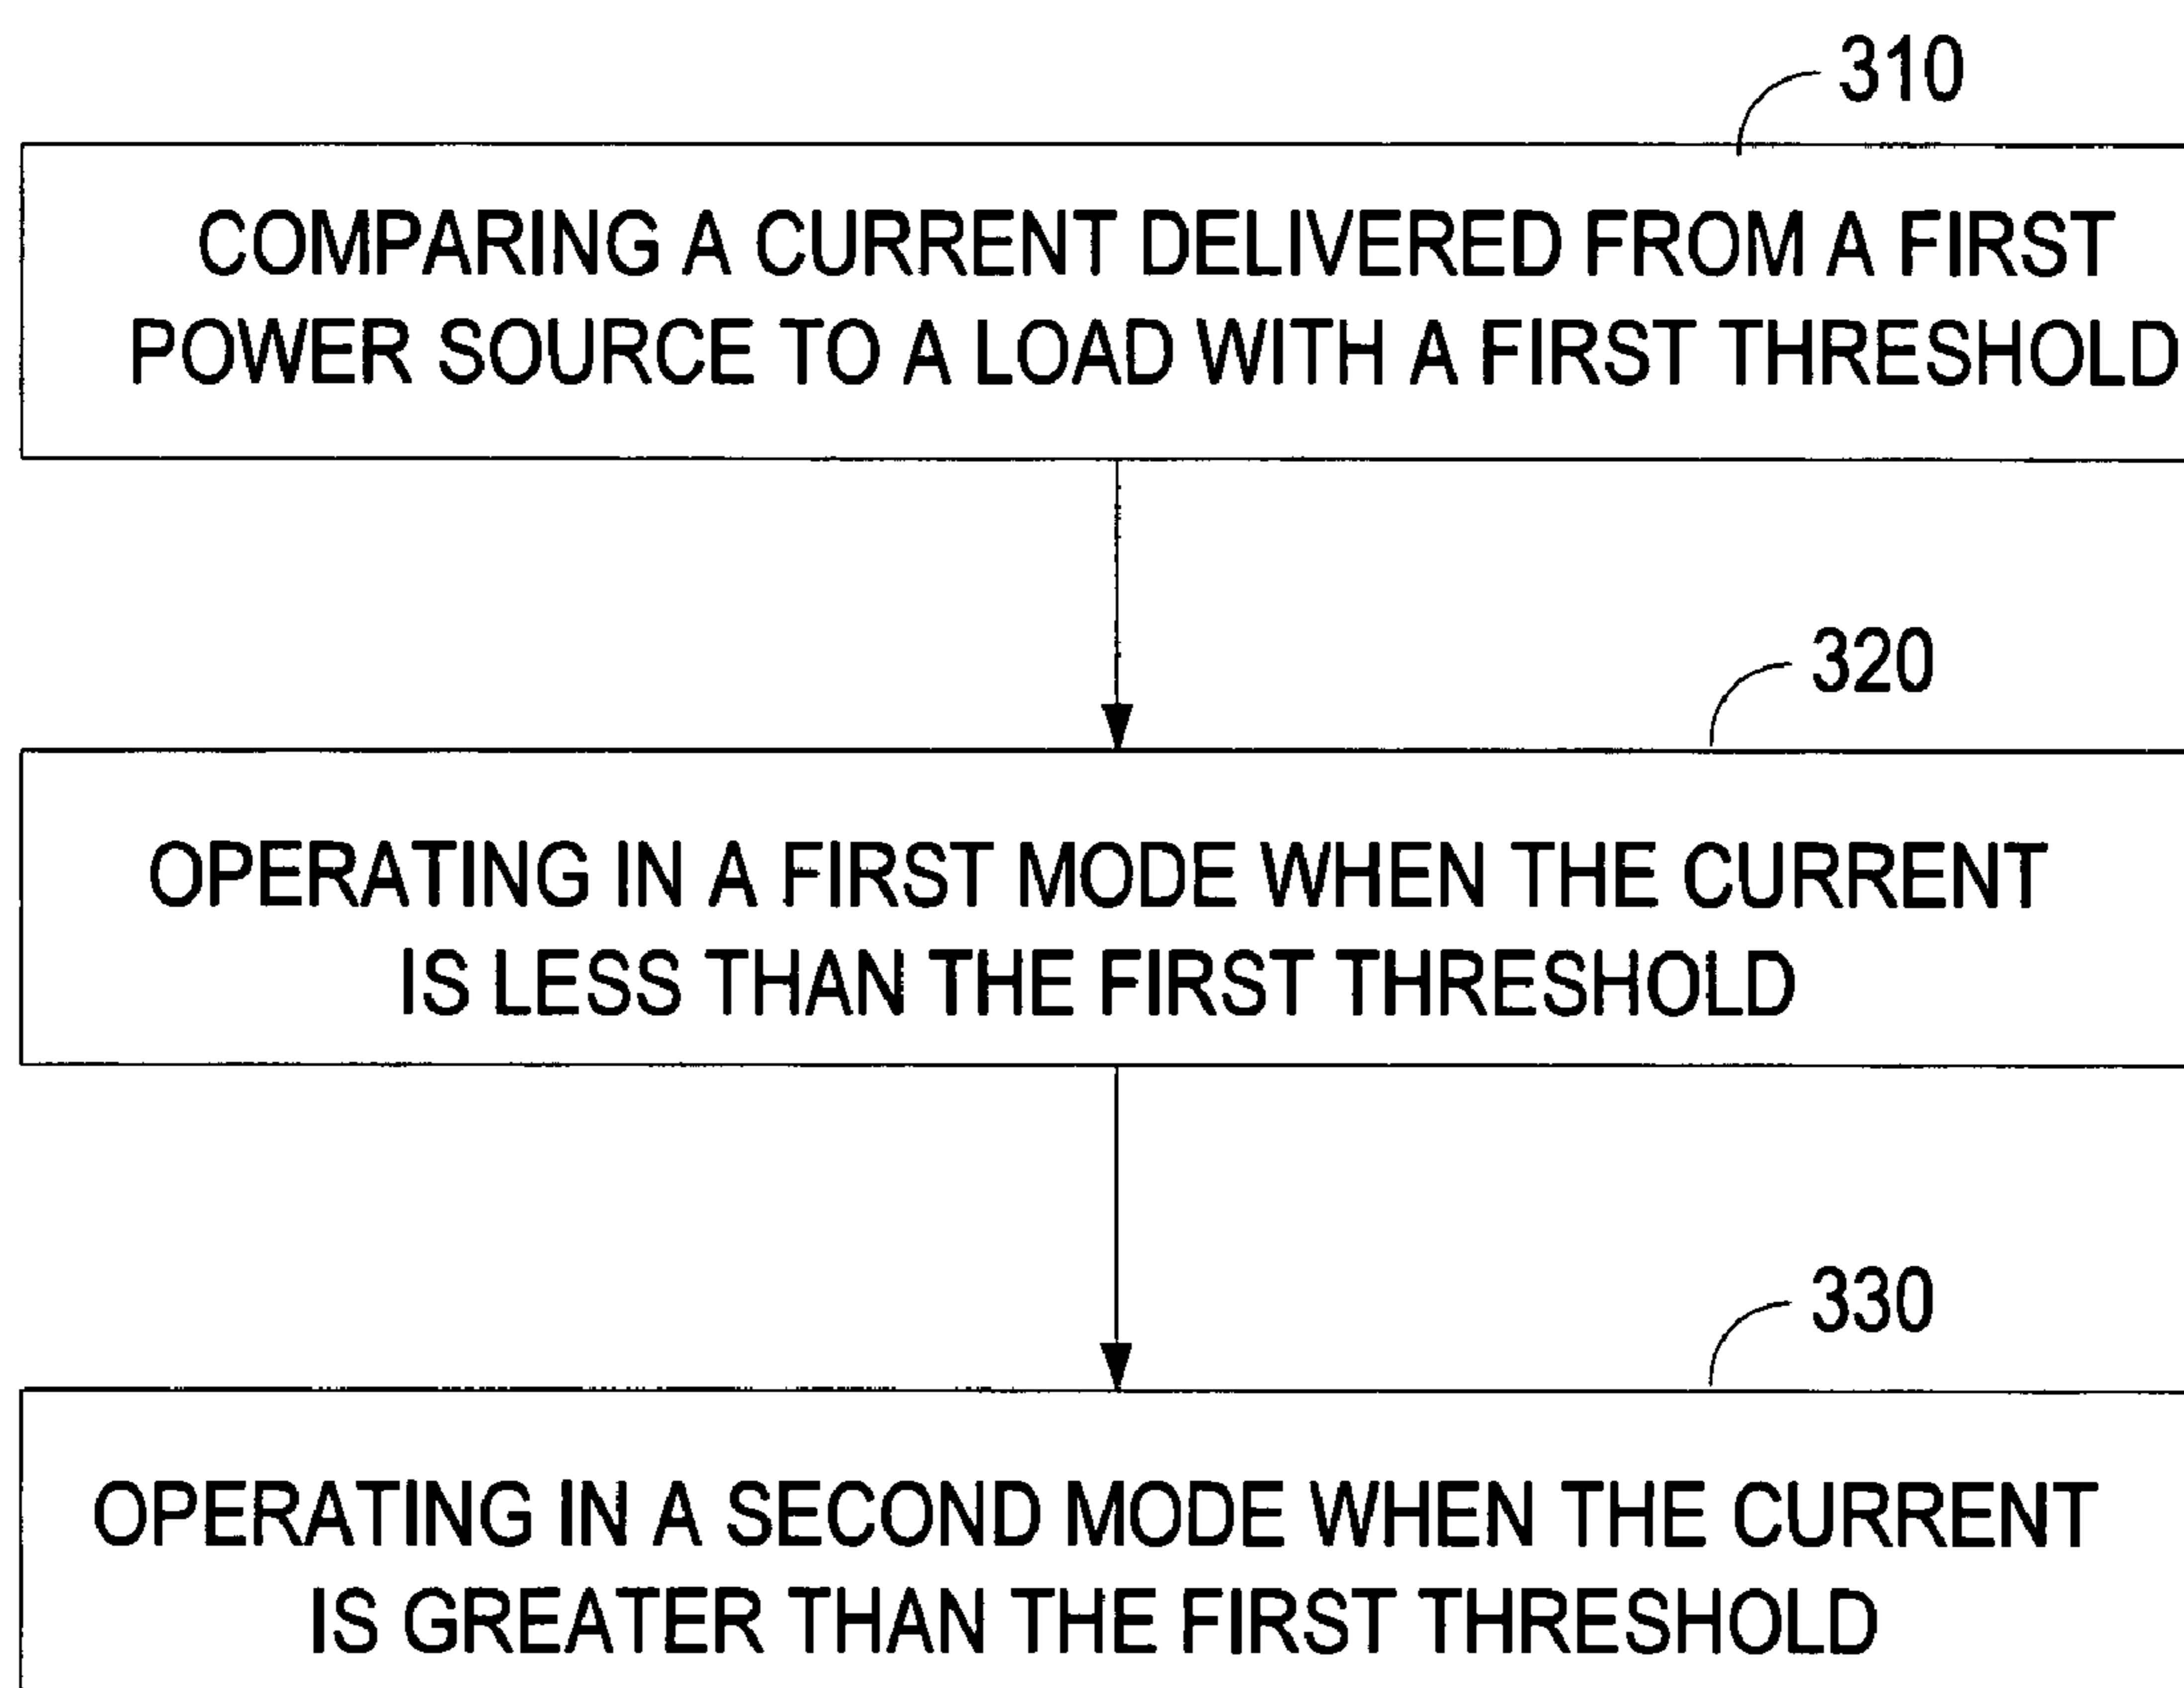 310
COMPARING A CURRENT DELIVERED FROM A FIRST
POWER SOURCE TO A LOAD WITH A FIRST THRESHOLD
320
OPERATING IN A FIRST MODE WHEN THE CURRENT
IS LESS THAN THE FIRST THRESHOLD
330
OPERATING IN A SECOND MODE WHEN THE CURRENT
IS GREATER THAN THE FIRST THRESHOLD